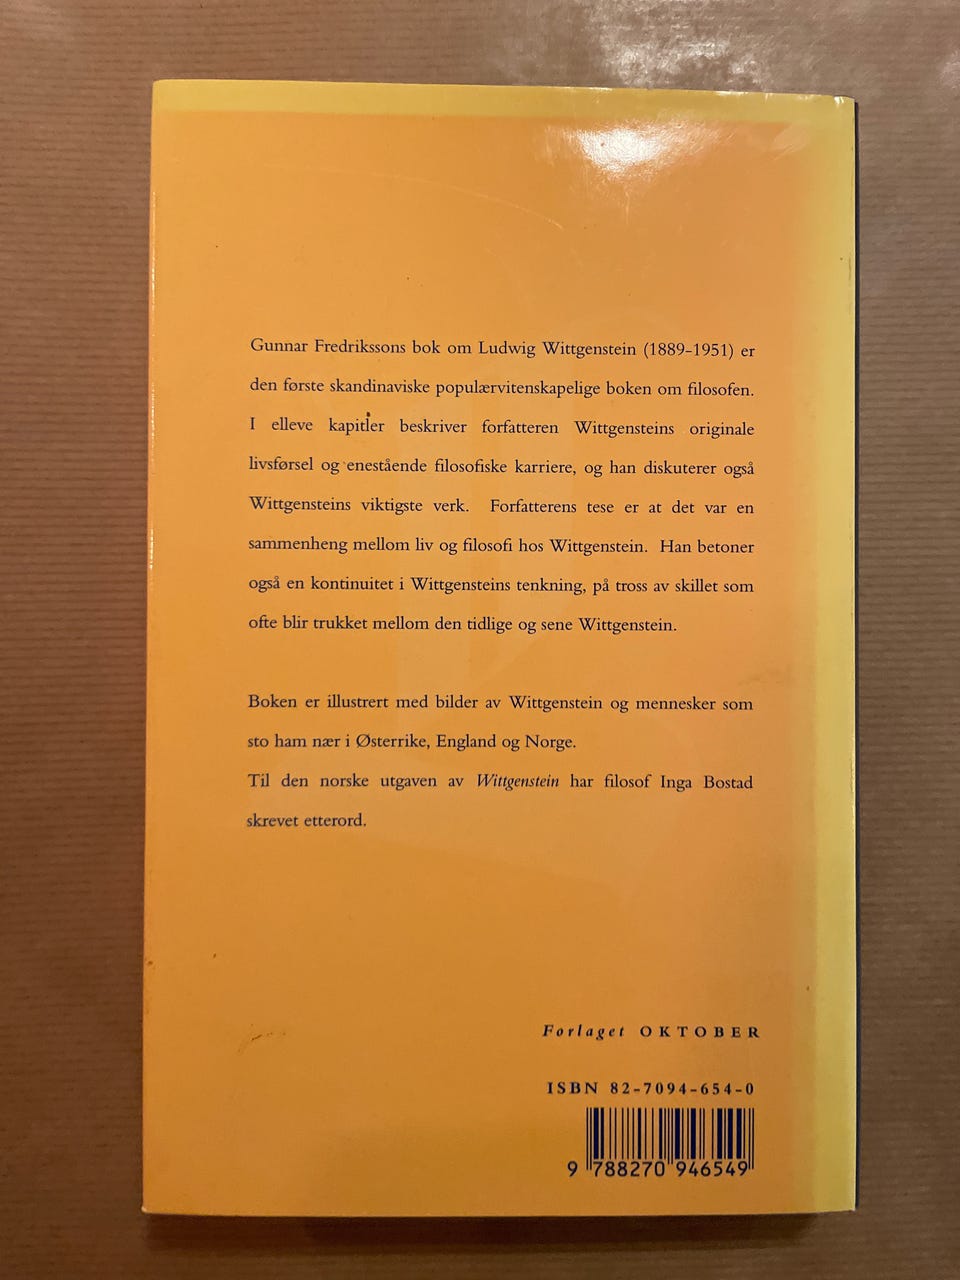 Gunnar Fredrikssons bok om Ludwig Wittgenstein (1889-1951) er
den første skandinaviske populærvitenskapelige boken om filosofen.
I elleve kapitler beskriver forfatteren Wittgensteins originale
livsførsel og enestående filosofiske karriere, og han diskuterer også
Wittgensteins viktigste verk. Forfatterens tese er at det var en
sammenheng mellom liv og filosofi hos Wittgenstein. Han betoner
også en kontinuitet i Wittgensteins tenkning, på tross av skillet som
ofte blir trukket mellom den tidlige og sene Wittgenstein.
Boken er illustrert med bilder av Wittgenstein og mennesker som
sto ham nær i Østerrike, England og Norge.
Til den norske utgaven av Wittgenstein har filosof Inga Bostad
skrevet etterord.
Forlaget OKTOBER
ISBN 82-7094-654-0
9 788270 946549